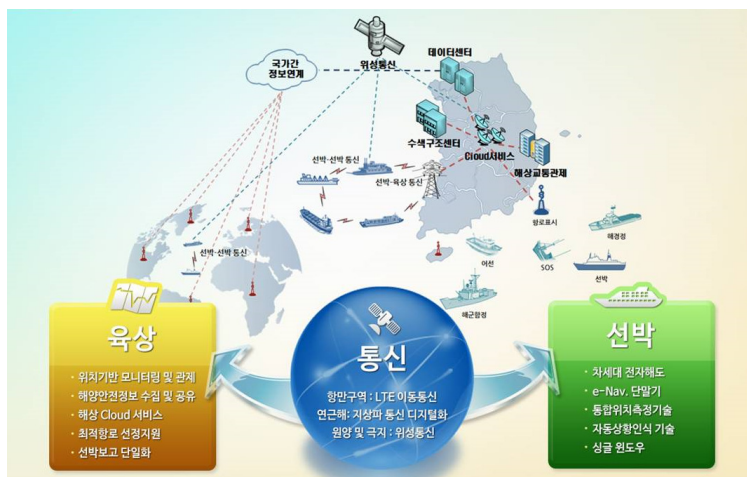 국가간
정보연계
위성통신
데이터센터
수색구조센터
Cloud서비스
해상교통관제
선박-선박 통신
선박-육상 통신
항로표시
해경정
어선
SOS
선박
해군함정
선박-선박 통신
육상
· 위치기반 모니터링 및 관제
· 해양안전정보 수집 및 공유
· 해상 Cloud 서비스
· 최적항로 선정지원
· 선박보고 단일화
통신
항만구역 : LTE 이동통신
연근해: 지상파 통신 디지털화
원양 및 극지 : 위성통신
선박
· 차세대 전자해도
· e-Nav. 단말기
· 통합위치측정기술
· 자동상황인식 기술
· 싱글 윈도우